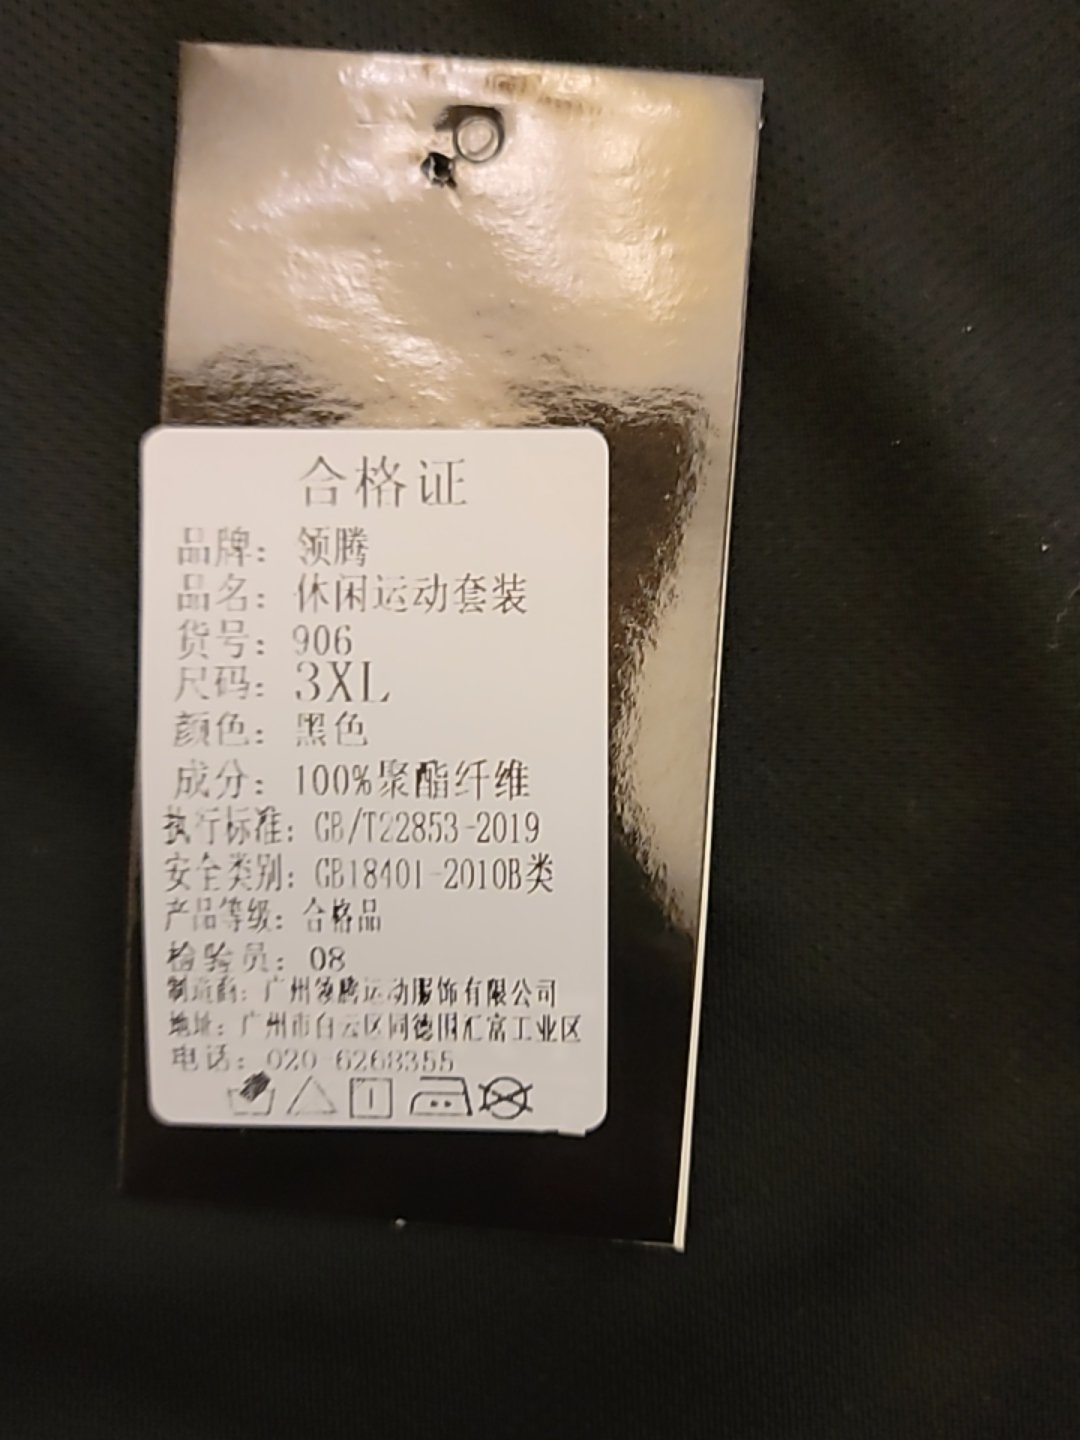 合格证
品牌：领腾
品名：休闲运动套装
货号：906
尺码：3XL
颜色：黑色
成分：100%聚酯纤维
执行标准：GB/T22853-2019
安全类别：GB18401-2010B类
产品等级：合格品
检验员：08
制造商：广州领腾运动服饰有限公司
地址：广州市白云区同德围汇富工业区
电话：020-6268355